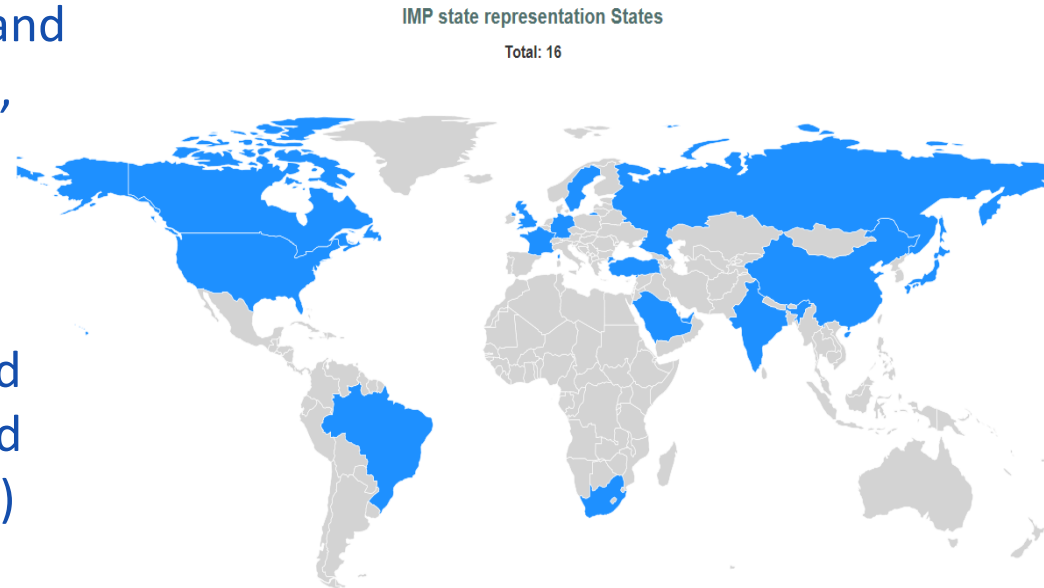 and
IMP state representation States
Total: 16
,
d
d
)